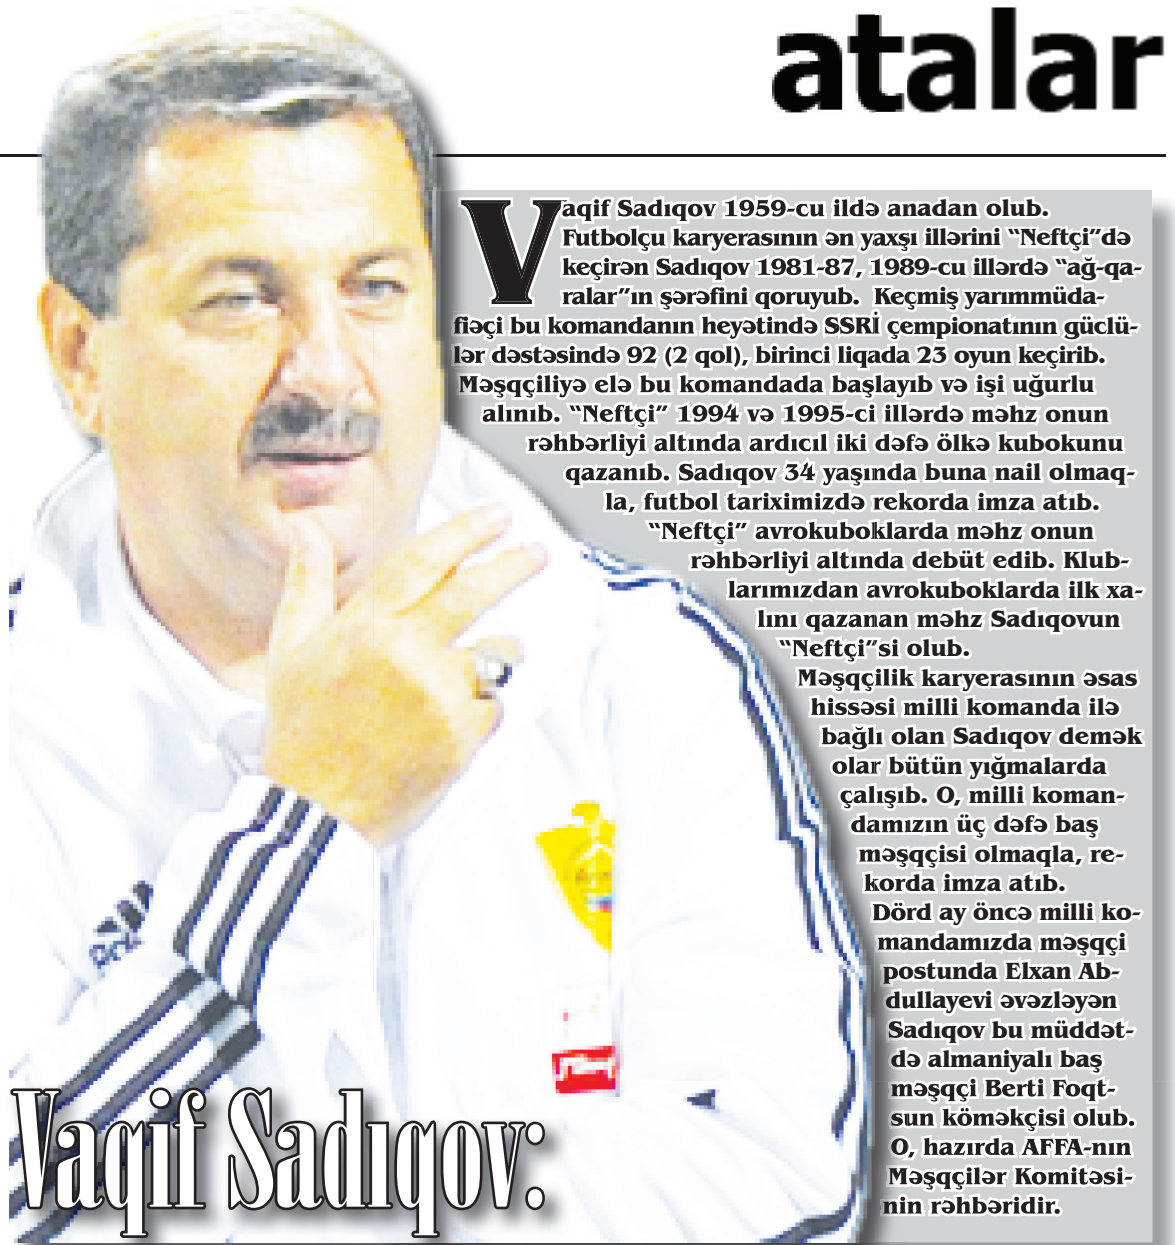 atalar
Vaqif Sadıqov 1959-cu ildə anadan olub.
Futbolçu karyerasının ən yaxşı illərini “Neftçi”də
keçirən Sadıqov 1981-87, 1989-cu illərdə “ağ-qa-
ralar”ın şərəfini qoruyub. Keçmiş yarımmüda-
fiəçi bu komandanın heyətində SSRİ çempionatının güclü-
lər dəstəsində 92 (2 qol), birinci liqada 23 oyun keçirib.
Məşqçiliyə elə bu komandada başlayıb və işi uğurlu
alınıb. “Neftçi” 1994 və 1995-ci illərdə məhz onun
rəhbərliyi altında ardıcıl iki dəfə ölkə kubokunu
qazanıb. Sadıqov 34 yaşında buna nail olmaq-
la, futbol tariximizdə rekorda imza atıb.
“Neftçi” avrokuboklarda məhz onun
rəhbərliyi altında debüt edib. Klub-
larımızdan avrokuboklarda ilk xa-
lını qazanan məhz Sadıqovun
“Neftçi”si olub.
Məşqçilik karyerasının əsas
hissəsi milli komanda ilə
bağlı olan Sadıqov demək
olar bütün yığmalarda
çalışıb. O, milli koman-
damızın üç dəfə baş
məşqçisi olmaqla, re-
korda imza atıb.
Dörd ay öncə milli ko-
mandamızda məşqçi
postunda Elxan Ab-
dullayevi əvəzləyən
Sadıqov bu müddət-
də almaniyalı baş
məşqçi Berti Foqt-
sun köməkçisi olub.
O, hazırda AFFA-nın
Məşqçilər Komitəsi-
nin rəhbəridir.
Vaqif Sadıqov: